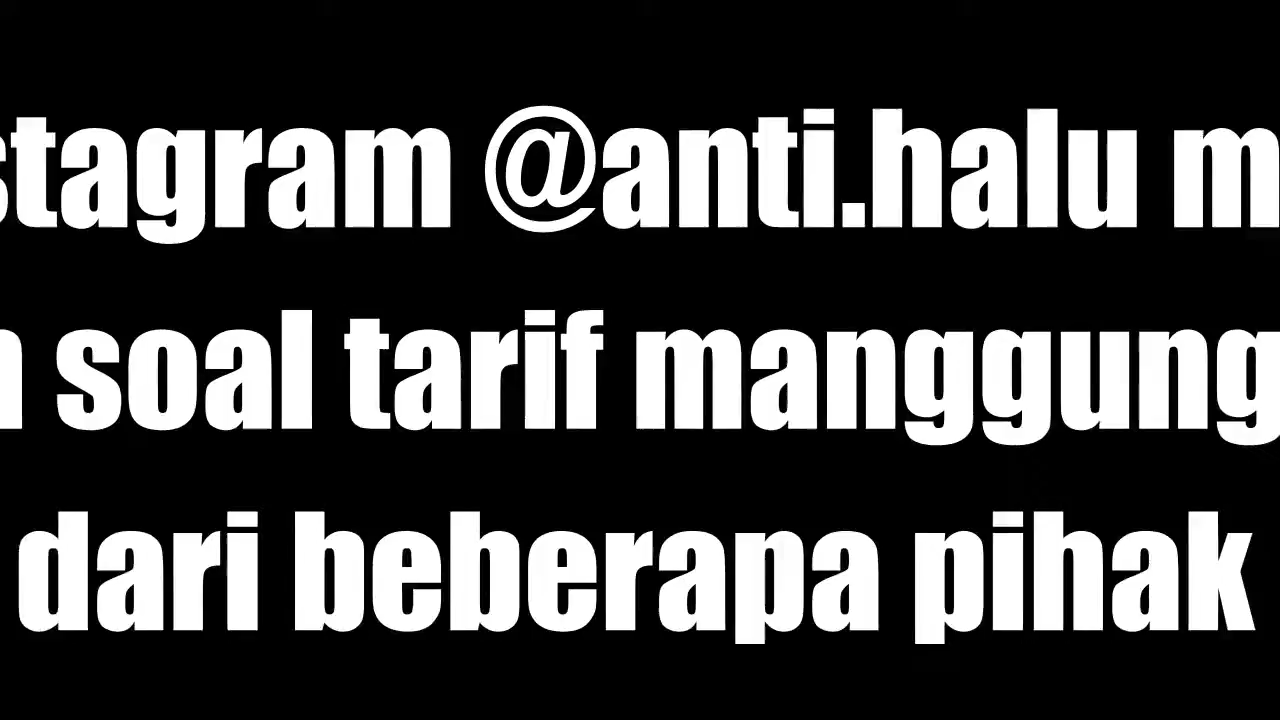 stagram @anti.halu m
n soal tarif manggung
dari beberapa pihak